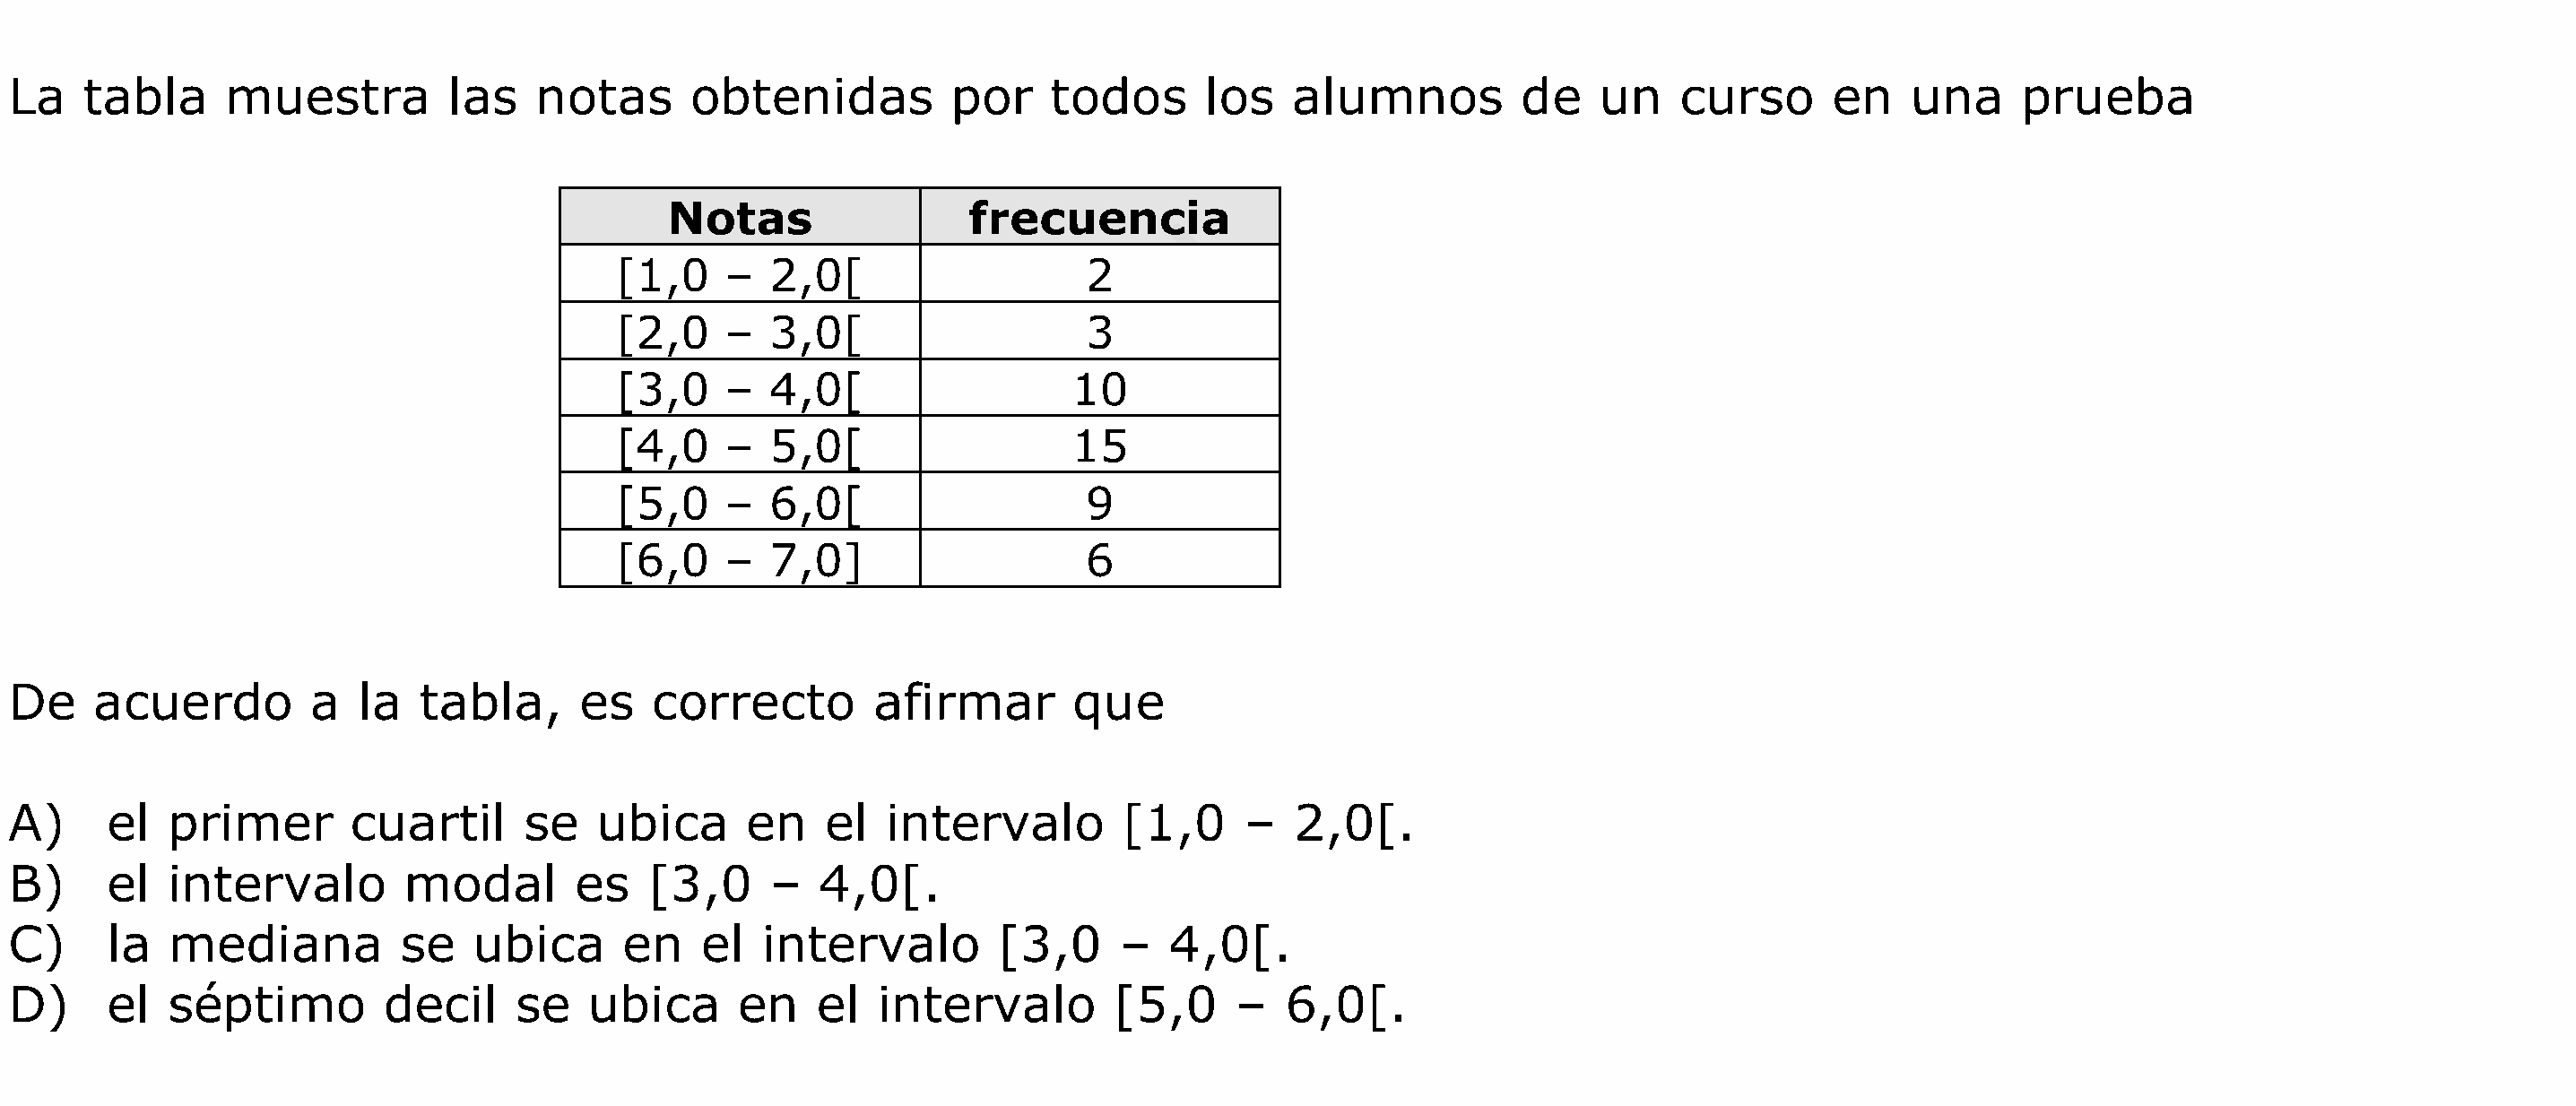 La tabla muestra las notas obtenidas por todos los alumnos de un curso en una prueba
Notas frecuencia
[1,0 – 2,0[ 2
[2,0 – 3,0[ 3
[3,0 – 4,0[ 10
[4,0 – 5,0[ 15
[5,0 – 6,0[ 9
[6,0 – 7,0] 6
De acuerdo a la tabla, es correcto afirmar que
A) el primer cuartil se ubica en el intervalo [1,0 – 2,0[.
B) el intervalo modal es [3,0 – 4,0[.
C) la mediana se ubica en el intervalo [3,0 – 4,0[.
D) el séptimo decil se ubica en el intervalo [5,0 – 6,0[.